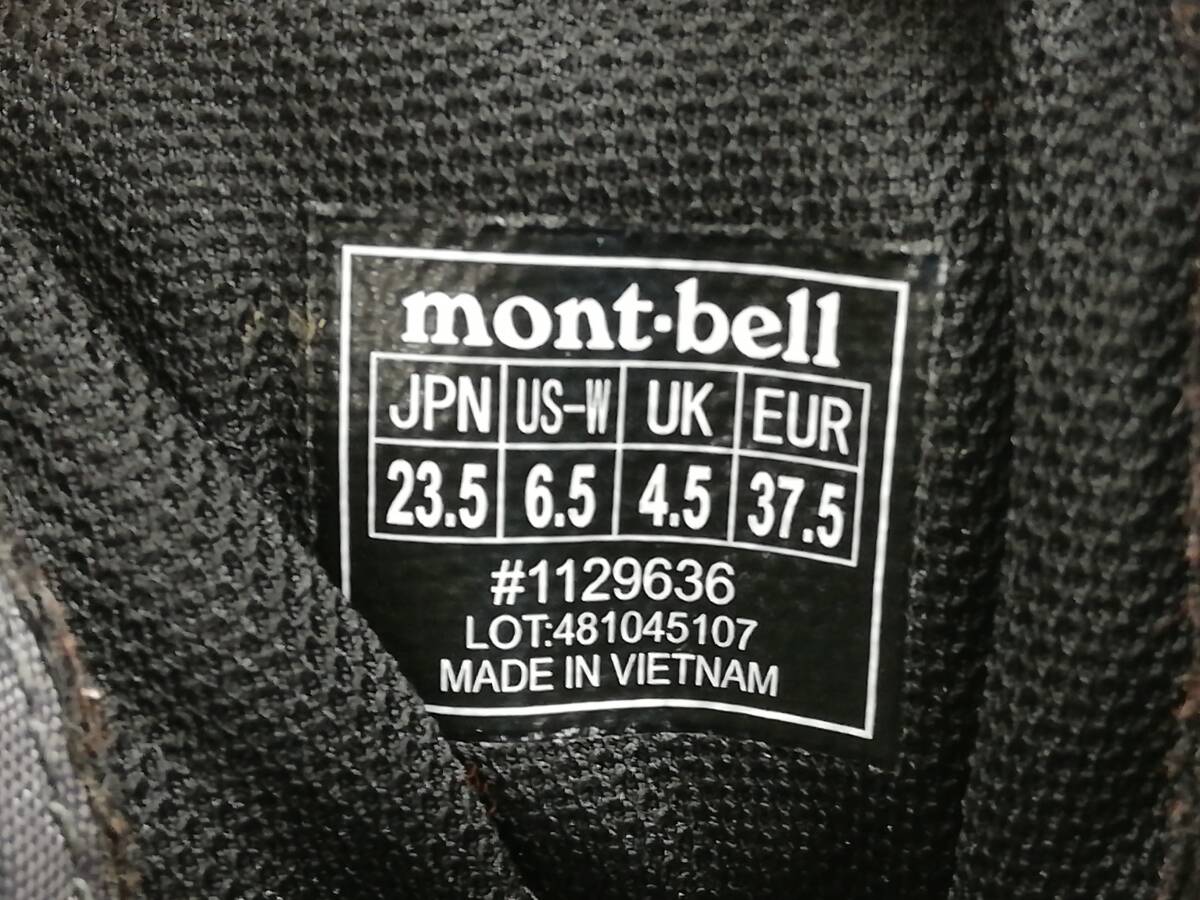 mont·bell
JPN US-W UK EUR
23.5 6.5 4.5 37.5
#1129636
LOT:481045107
MADE IN VIETNAM